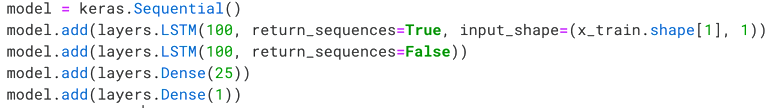 model = keras.Sequential()
model.add(layers.LSTM(100, return_sequences=True, input_shape=(x_train.shape[1], 1))
model.add(layers.LSTM(100, return_sequences=False))
model.add(layers.Dense(25))
model.add(layers.Dense(1))